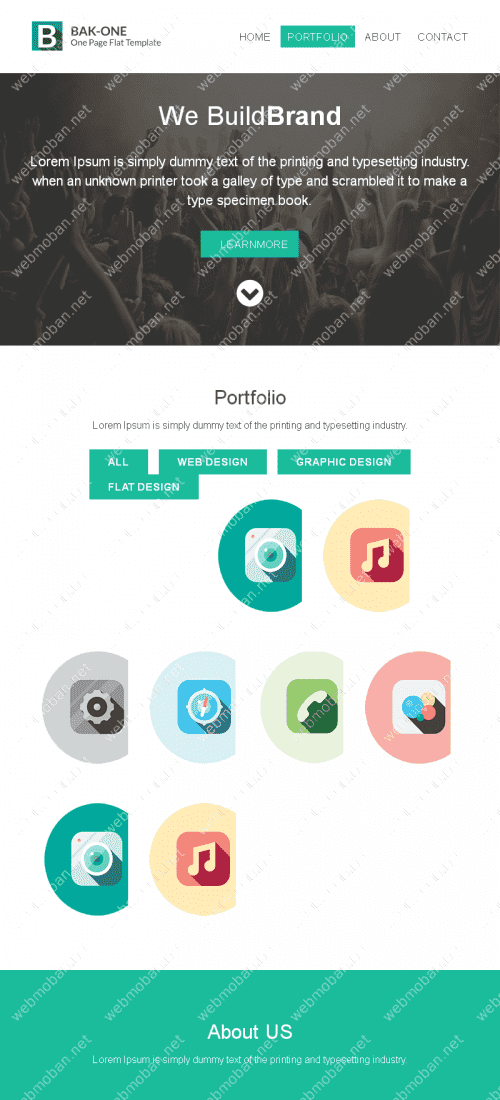 B BAK-ONE
One Page Flat Template
HOME PORTFOLIO ABOUT CONTACT
We BuildBrand
Lorem Ipsum is simply dummy text of the printing and typesetting industry.
when an unknown printer took a galley of type and scrambled it to make a
type specimen book.
LEARNMORE
Portfolio
Lorem Ipsum is simply dummy text of the printing and typesetting industry.
ALL WEB DESIGN GRAPHIC DESIGN
FLAT DESIGN
About US
Lorem Ipsum is simply dummy text of the printing and typesetting industry.
webmoban.net